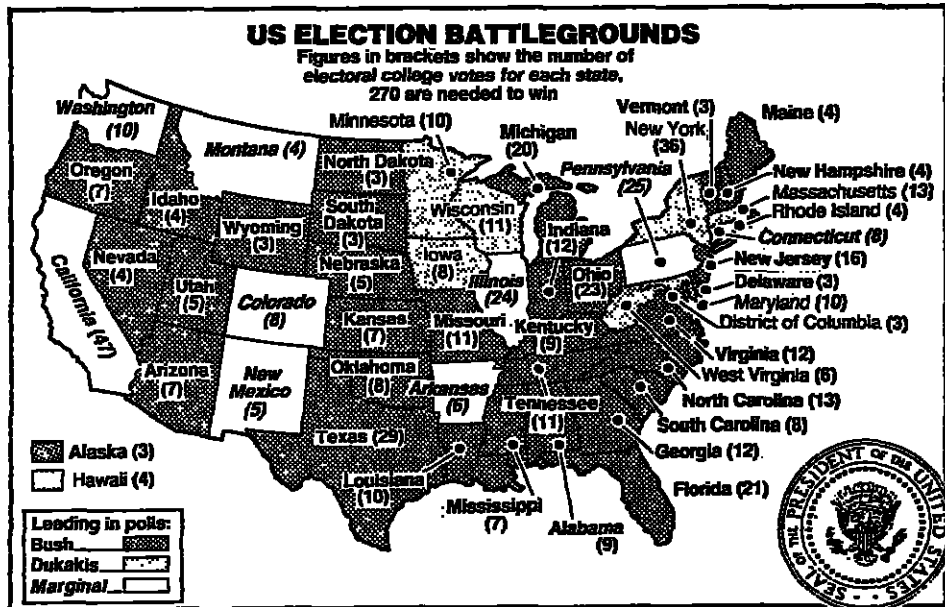 US ELECTION BATTLEGROUNDS
Figures in brackets show the number of
electoral college votes for each state,
270 are needed to win
Washington
(10)
Montana (4)
Minnesota (10)
Michigan
(20)
Vermont (3)
New York
(36)
Maine (4)
Oregon
(7)
Idaho
(4)
North Dakota
(3)
Pennsylvania
(25)
New Hampshire (4)
Massachusetts (13)
Rhode Island (4)
Connecticut (8)
New Jersey (16)
Delaware (3)
Maryland (10)
District of Columbia (3)
Wyoming
(3)
South
Dakota
(3)
Wisconsin
(11)
Indiana
(12)
Nevada
(4)
Utah
(5)
Nebraska
(5)
Iowa
(8)
Illinois
(24)
Ohio
(23)
California (47)
Colorado
(8)
Kansas
(7)
Missouri
(11)
Kentucky
(9)
Virginia (12)
West Virginia (6)
North Carolina (13)
South Carolina (8)
Georgia (12)
Arizona
(7)
New
Mexico
(5)
Oklahoma
(8)
Arkansas
(6)
Tennessee
(11)
Texas (29)
Louisiana
(10)
Mississippi
(7)
Alabama
(9)
Florida (21)
Alaska (3)
Hawaii (4)
Leading in polls:
Bush
Dukakis
Marginal
SEAL OF THE PRESIDENT OF THE UNITED STATES